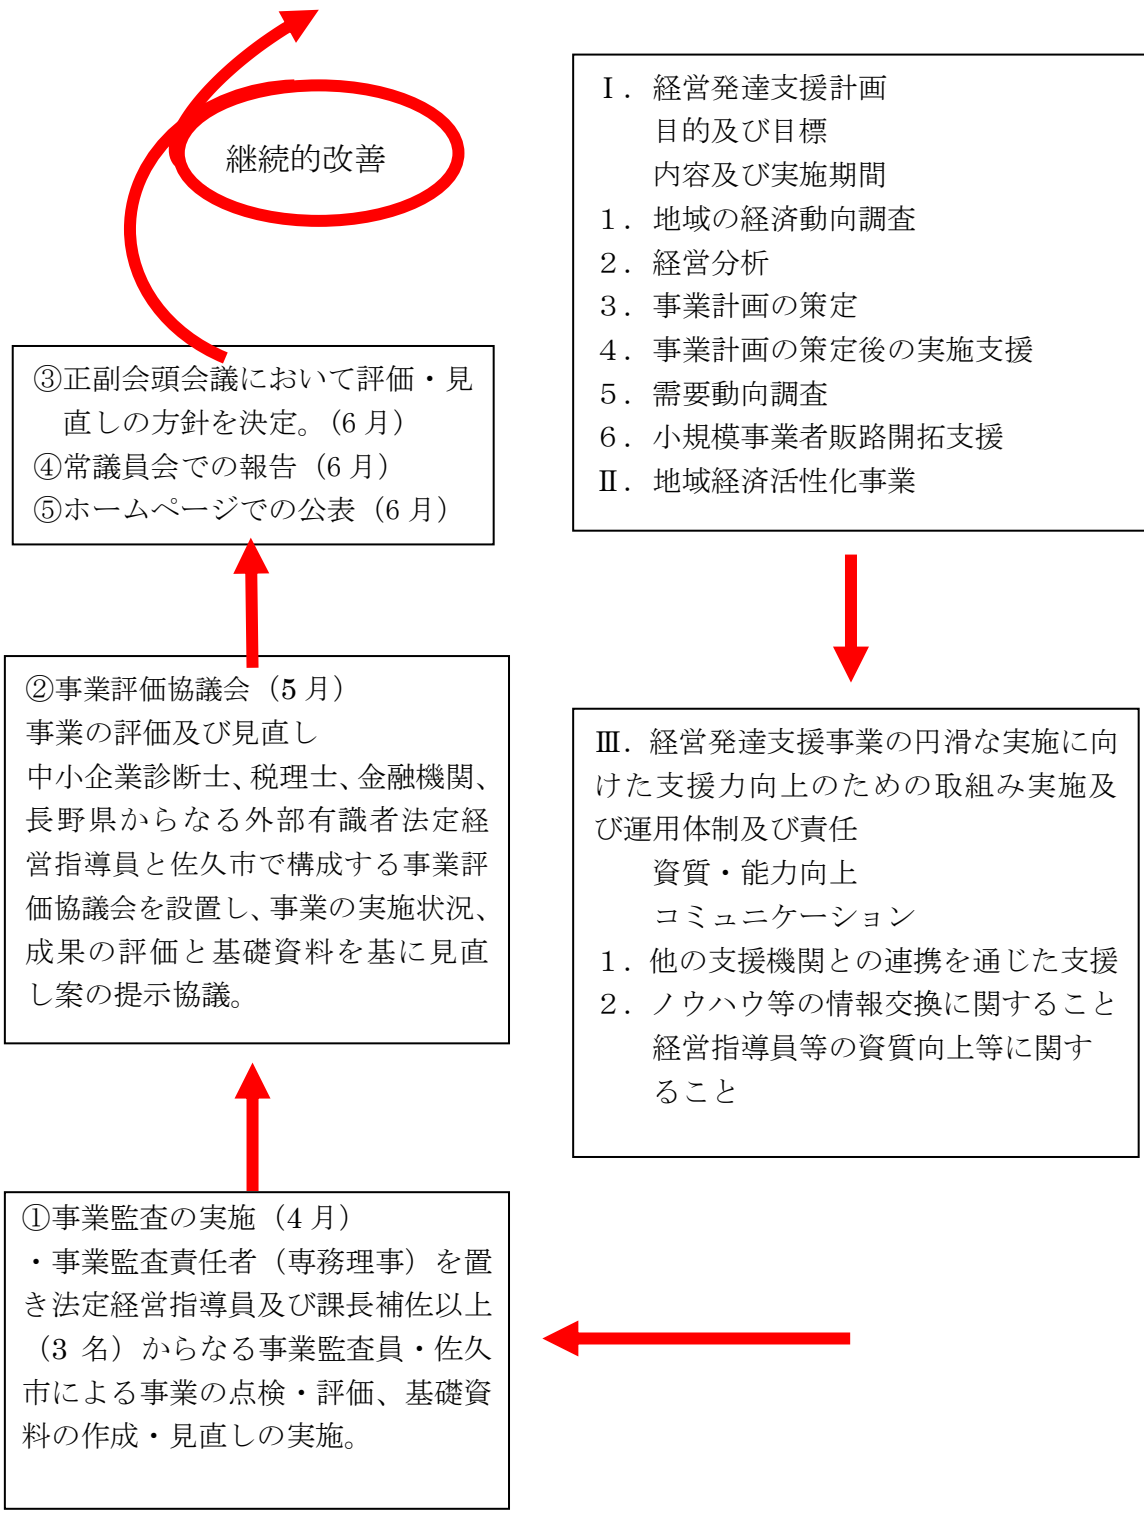 継続的改善
Ⅰ．経営発達支援計画
目的及び目標
内容及び実施期間
１．地域の経済動向調査
２．経営分析
３．事業計画の策定
４．事業計画の策定後の実施支援
５．需要動向調査
６．小規模事業者販路開拓支援
Ⅱ．地域経済活性化事業
③正副会頭会議において評価・見
直しの方針を決定。（6 月）
④常議員会での報告（6 月）
⑤ホームページでの公表（6 月）
②事業評価協議会（5 月）
事業の評価及び見直し
中小企業診断士、税理士、金融機関、
長野県からなる外部有識者法定経
営指導員と佐久市で構成する事業評
価協議会を設置し、事業の実施状況、
成果の評価と基礎資料を基に見直
し案の提示協議。
Ⅲ．経営発達支援事業の円滑な実施に向
けた支援力向上のための取組み実施及
び運用体制及び責任
資質・能力向上
コミュニケーション
１．他の支援機関との連携を通じた支援
２．ノウハウ等の情報交換に関すること
経営指導員等の資質向上等に関す
ること
①事業監査の実施（4 月）
・事業監査責任者（専務理事）を置
き法定経営指導員及び課長補佐以上
（3 名）からなる事業監査員・佐久
市による事業の点検・評価、基礎資
料の作成・見直しの実施。